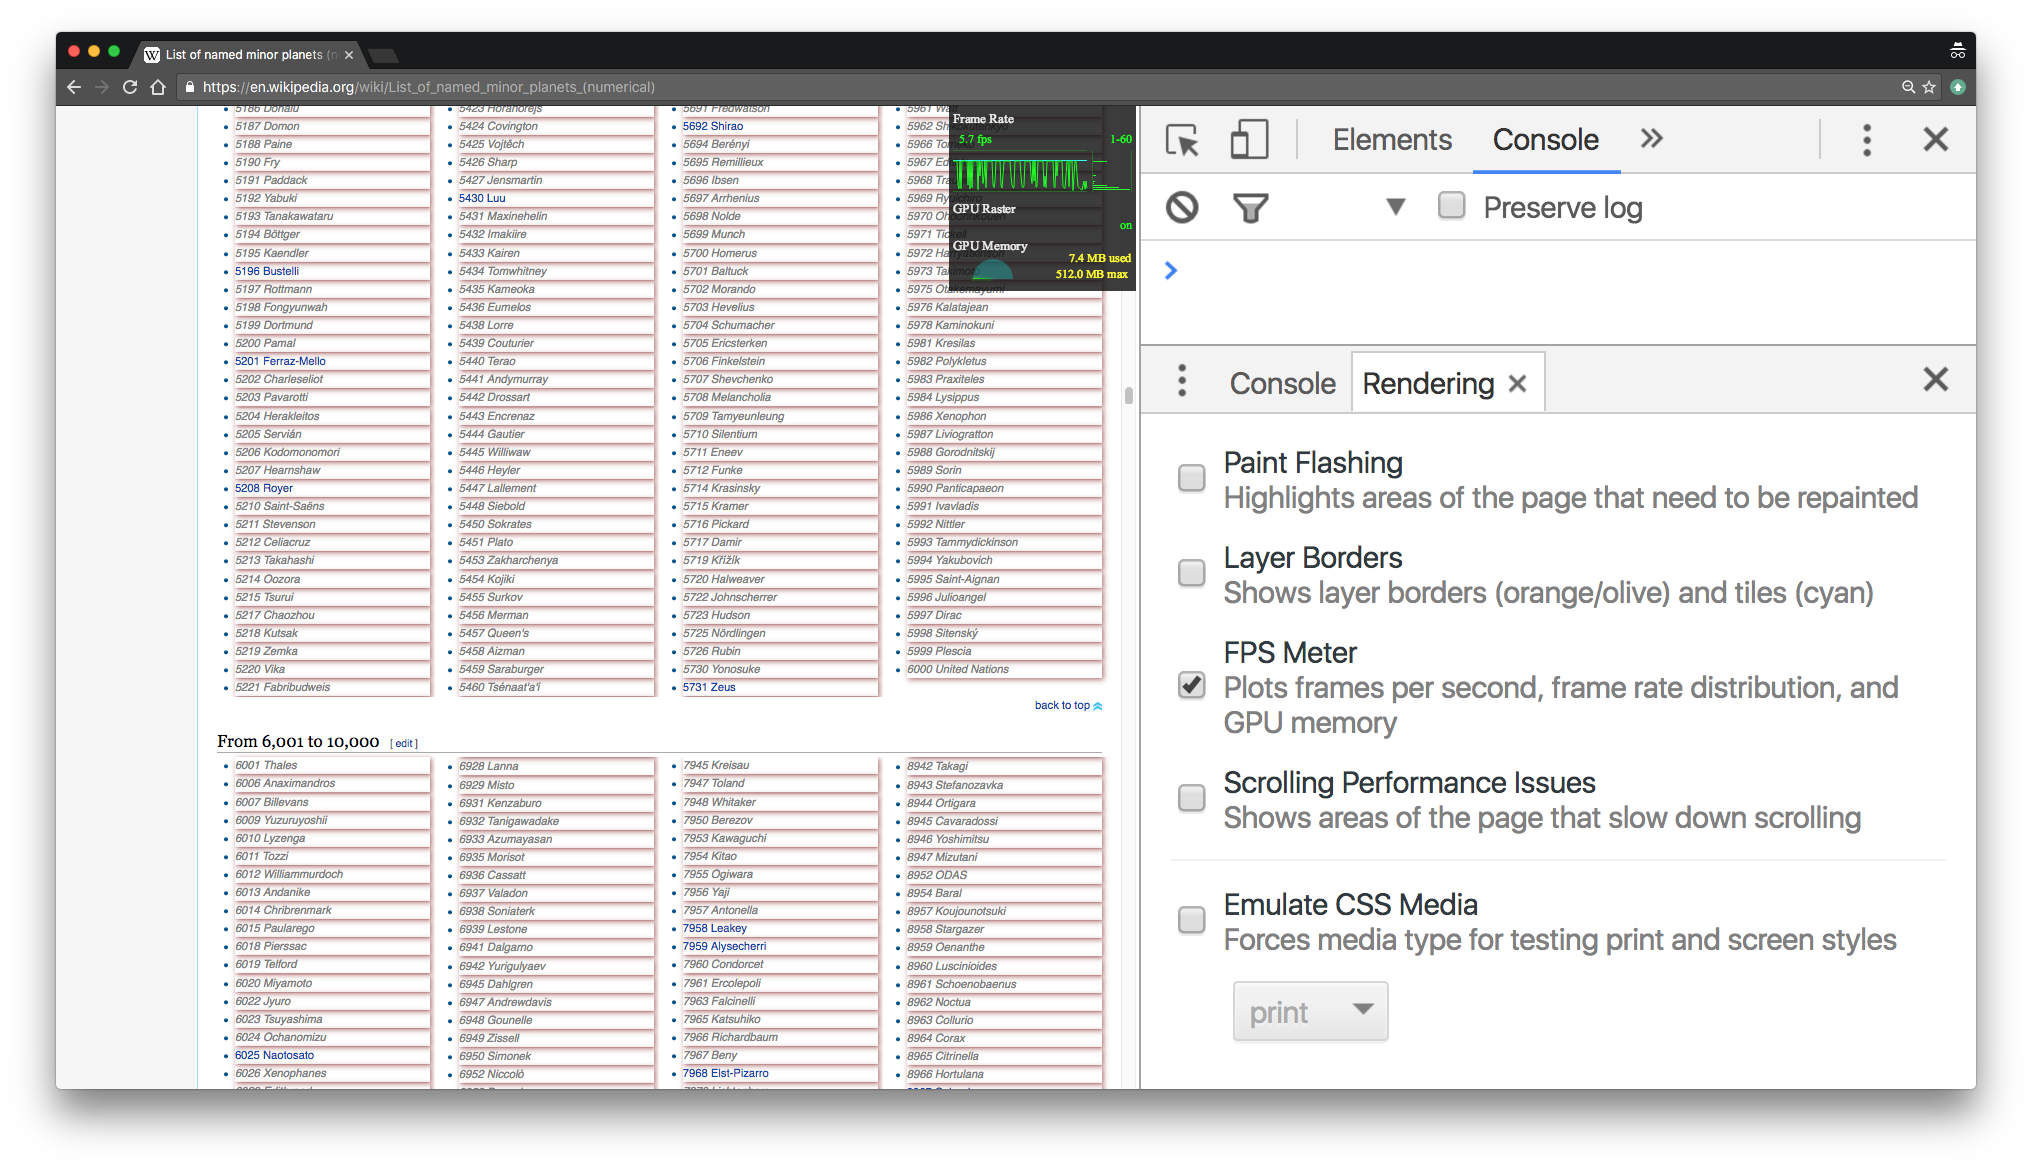 List of named minor planets (n
https://en.wikipedia.org/wiki/List_of_named_minor_planets_(numerical)
5187 Domon
5188 Paine
5190 Fry
5191 Paddack
5192 Yabuki
5193 Tanakawataru
5194 Böttger
5195 Kaendler
5196 Bustelli
5197 Rottmann
5198 Fongyunwah
5199 Dortmund
5200 Pamal
5201 Ferraz-Mello
5202 Charleseliot
5203 Pavarotti
5204 Herakleitos
5205 Servián
5206 Kodomonomori
5207 Hearnshaw
5208 Royer
5210 Saint-Saëns
5211 Stevenson
5212 Celiacruz
5213 Takahashi
5214 Oozora
5215 Tsurui
5217 Chaozhou
5218 Kutsak
5219 Zemka
5220 Vika
5221 Fabribudweis
5424 Covington
5425 Vojtěch
5426 Sharp
5427 Jensmartin
5430 Luu
5431 Maxinehelin
5432 Imakiire
5433 Kairen
5434 Tomwhitney
5435 Kameoka
5436 Eumelos
5438 Lorre
5439 Couturier
5440 Terao
5441 Andymurray
5442 Drossart
5443 Encrenaz
5444 Gautier
5445 Williwaw
5446 Heyler
5447 Lallement
5448 Siebold
5450 Sokrates
5451 Plato
5453 Zakharchenya
5454 Kojiki
5455 Surkov
5456 Merman
5457 Queen's
5458 Aizman
5459 Saraburger
5460 Tsénaat'a'í
5691 Fredwatson
5692 Shirao
5694 Berényi
5695 Remillieux
5696 Ibsen
5697 Arrhenius
5698 Nolde
5699 Munch
5700 Homerus
5701 Baltuck
5702 Morando
5703 Hevelius
5704 Schumacher
5705 Ericsterken
5706 Finkelstein
5707 Shevchenko
5708 Melancholia
5709 Tamyeunleung
5710 Silentium
5711 Eneev
5712 Funke
5714 Krasinsky
5715 Kramer
5716 Pickard
5717 Damir
5719 Křižík
5720 Halweaver
5722 Johnscherrer
5723 Hudson
5725 Nördlingen
5726 Rubin
5730 Yonosuke
5731 Zeus
5961
5962
5966
5967
5968
5969
5970
5971
5972
5973 Takimoto
5975 Otakemayumi
5976 Kalatajean
5978 Kaminokuni
5981 Kresilas
5982 Polykletus
5983 Praxiteles
5984 Lysippus
5986 Xenophon
5987 Liviogratton
5988 Gorodnitskij
5989 Sorin
5990 Panticapaeon
5991 Ivavladis
5992 Nittler
5993 Tammydickinson
5994 Yakubovich
5995 Saint-Aignan
5996 Julioangel
5997 Dirac
5998 Sitenský
5999 Plescia
6000 United Nations
Frame Rate
5.7 fps 1-60
GPU Raster
on
GPU Memory
7.4 MB used
512.0 MB max
back to top
From 6,001 to 10,000 [ edit ]
6001 Thales
6006 Anaximandros
6007 Billevans
6009 Yuzuruyoshii
6010 Lyzenga
6011 Tozzi
6012 Williammurdoch
6013 Andanike
6014 Chribrenmark
6015 Paularego
6018 Pierssac
6019 Telford
6020 Miyamoto
6022 Jyuro
6023 Tsuyashima
6024 Ochanomizu
6025 Naotosato
6026 Xenophanes
6928 Lanna
6929 Misto
6931 Kenzaburo
6932 Tanigawadake
6933 Azumayasan
6935 Morisot
6936 Cassatt
6937 Valadon
6938 Soniaterk
6939 Lestone
6941 Dalgarno
6942 Yurigulyaev
6945 Dahlgren
6947 Andrewdavis
6948 Gounelle
6949 Zissell
6950 Simonek
6952 Niccolò
7945 Kreisau
7947 Toland
7948 Whitaker
7950 Berezov
7953 Kawaguchi
7954 Kitao
7955 Ogiwara
7956 Yaji
7957 Antonella
7958 Leakey
7959 Alysecherri
7960 Condorcet
7961 Ercolepoli
7963 Falcinelli
7965 Katsuhiko
7966 Richardbaum
7967 Beny
7968 Elst-Pizarro
8942 Takagi
8943 Stefanozavka
8944 Ortigara
8945 Cavaradossi
8946 Yoshimitsu
8947 Mizutani
8952 ODAS
8954 Baral
8957 Koujounotsuki
8958 Stargazer
8959 Oenanthe
8960 Luscinioides
8961 Schoenobaenus
8962 Noctua
8963 Collurio
8964 Corax
8965 Citrinella
8966 Hortulana
Elements Console
Preserve log
Console Rendering
Paint Flashing
Highlights areas of the page that need to be repainted
Layer Borders
Shows layer borders (orange/olive) and tiles (cyan)
FPS Meter
Plots frames per second, frame rate distribution, and
GPU memory
Scrolling Performance Issues
Shows areas of the page that slow down scrolling
Emulate CSS Media
Forces media type for testing print and screen styles
print